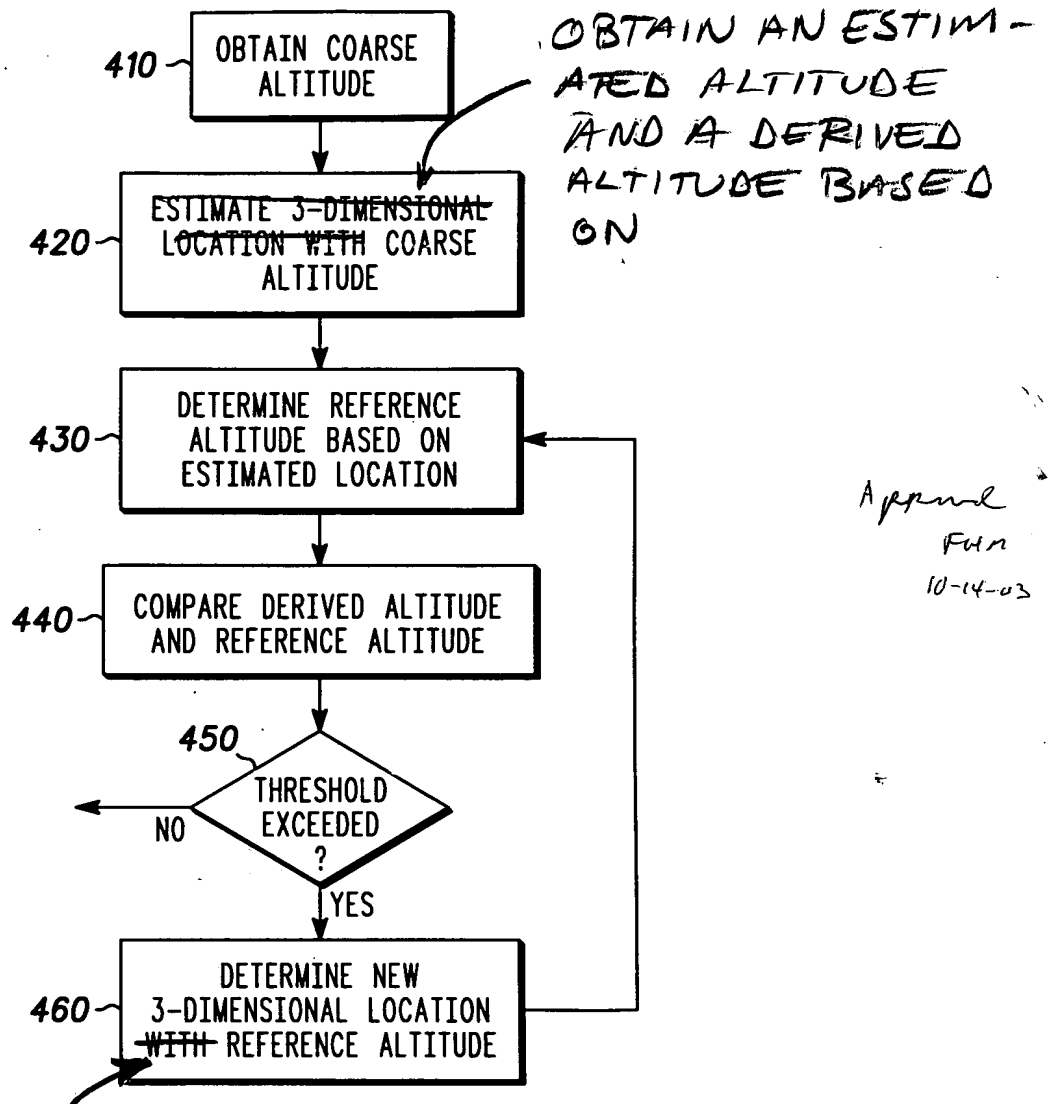 410
OBTAIN COARSE
ALTITUDE
OBTAIN AN ESTIM-
ATED ALTITUDE
AND A DERIVED
ALTITUDE BASED
ON
420
ESTIMATE 3-DIMENSIONAL
LOCATION WITH COARSE
ALTITUDE
430
DETERMINE REFERENCE
ALTITUDE BASED ON
ESTIMATED LOCATION
440
COMPARE DERIVED ALTITUDE
AND REFERENCE ALTITUDE
450
THRESHOLD
EXCEEDED
?
NO
YES
460
DETERMINE NEW
3-DIMENSIONAL LOCATION
WITH REFERENCE ALTITUDE
10-14-03